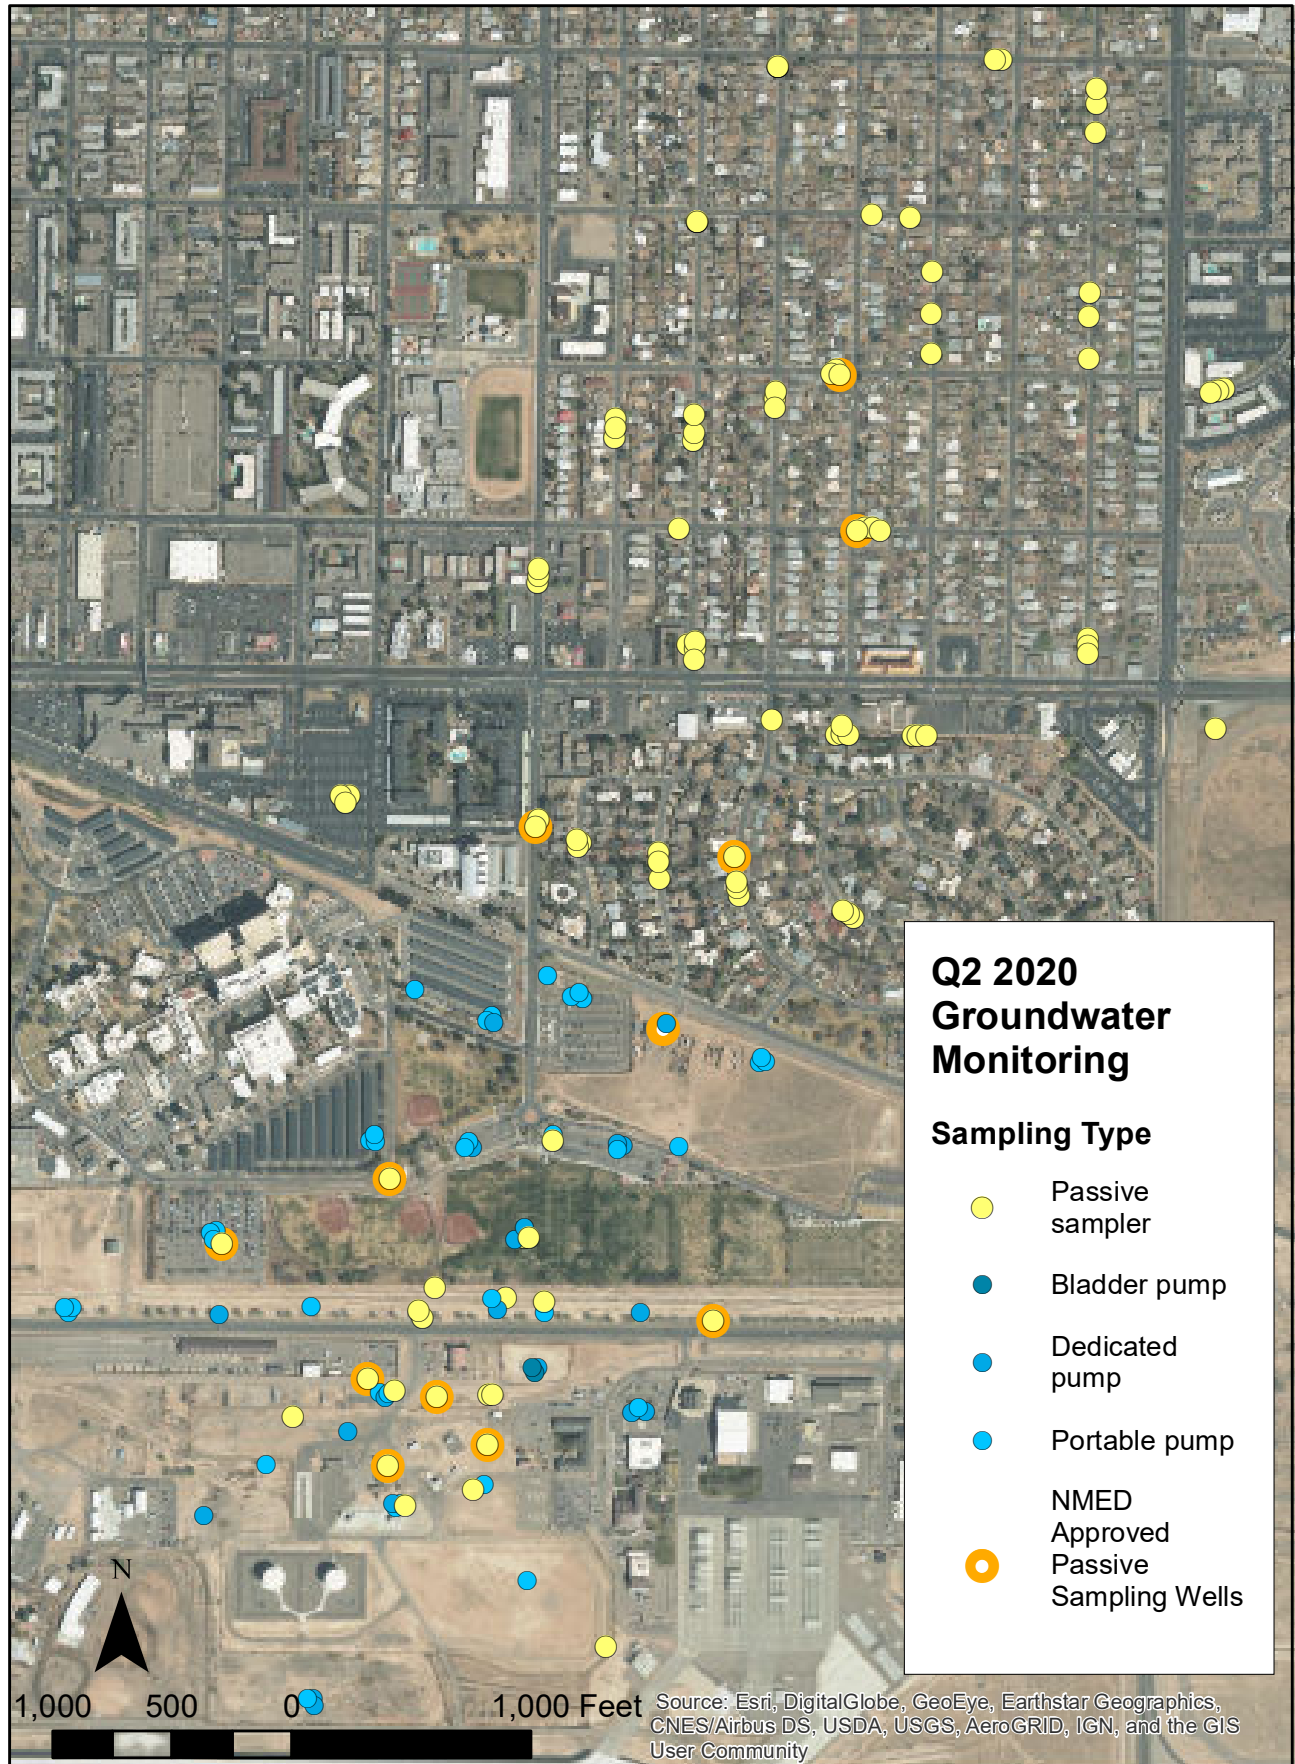 Q2 2020
Groundwater
Monitoring
Sampling Type
Passive
sampler
Bladder pump
Dedicated
pump
Portable pump
NMED
Approved
Passive
Sampling Wells
N
1,000 500 0 1,000 Feet
Source: Esri, DigitalGlobe, GeoEye, Earthstar Geographics,
CNES/Airbus DS, USDA, USGS, AeroGRID, IGN, and the GIS
User Community